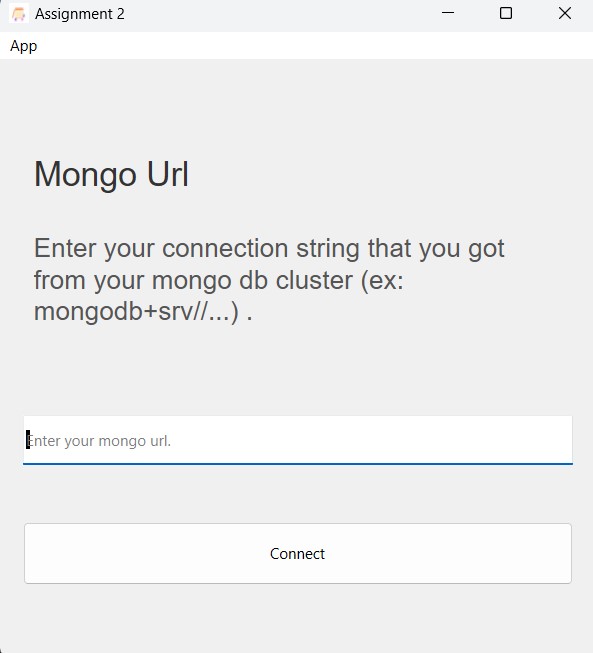 Assignment 2
App
Mongo Url
Enter your connection string that you got
from your mongo db cluster (ex:
mongodb+srv//...) .
Enter your mongo url.
Connect